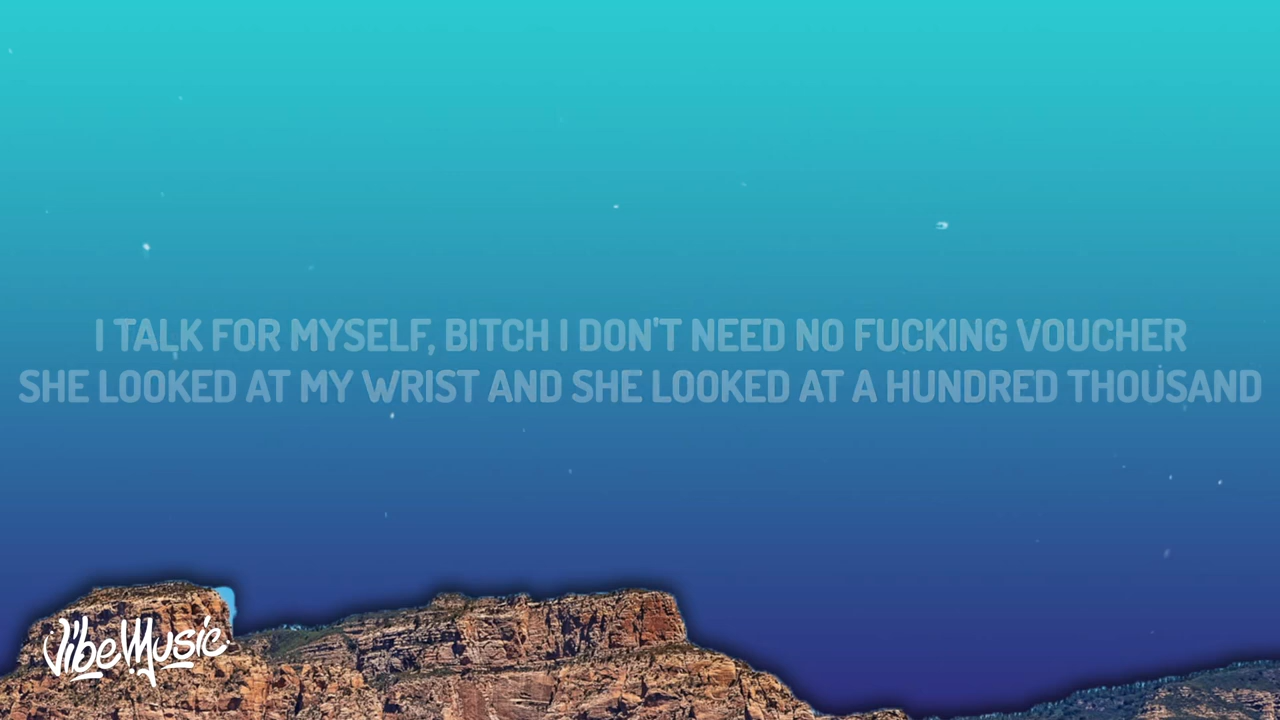 I TALK FOR MYSELF, BITCH I DON'T NEED NO FUCKING VOUCHER
SHE LOOKED AT MY WRIST AND SHE LOOKED AT A HUNDRED THOUSAND
VibeMusic